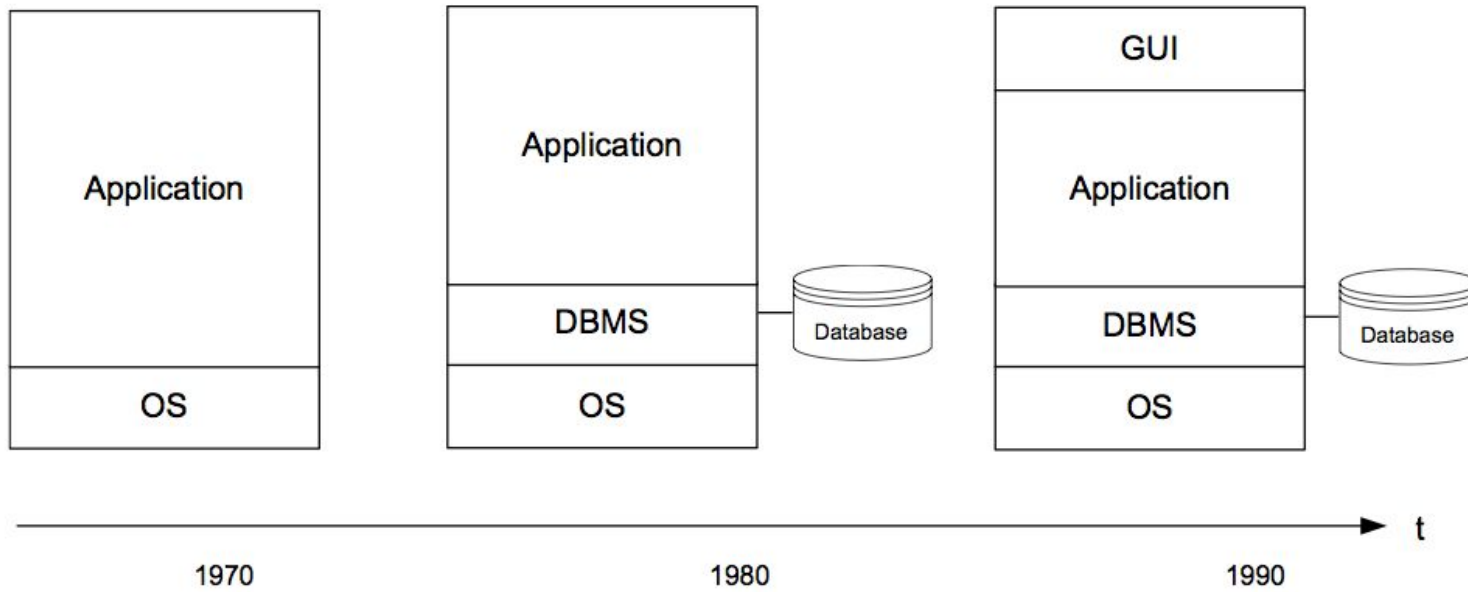 Application
OS
Application
DBMS
Database
OS
GUI
Application
DBMS
Database
OS
t
1970
1980
1990